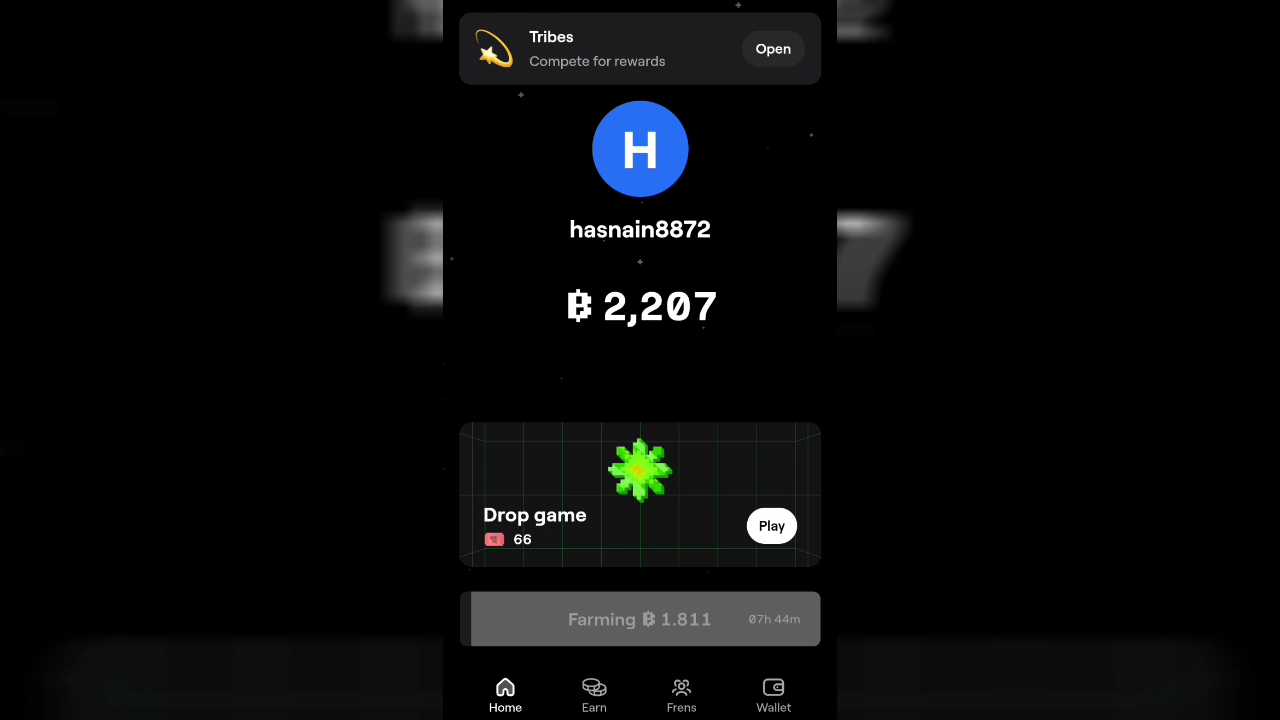 Tribes
Compete for rewards
Open
H
hasnain8872
2,207
Drop game
66
Play
Farming 1.811
07h 44m
Home
Earn
Frens
Wallet